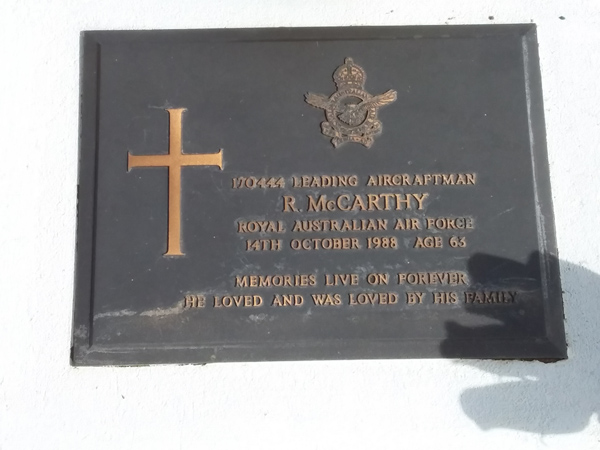 170444 LEADING AIRCRAFTMAN
R. McCARTHY
ROYAL AUSTRALIAN AIR FORCE
14TH OCTOBER 1988 AGE 63
MEMORIES LIVE ON FOREVER
HE LOVED AND WAS LOVED BY HIS FAMILY